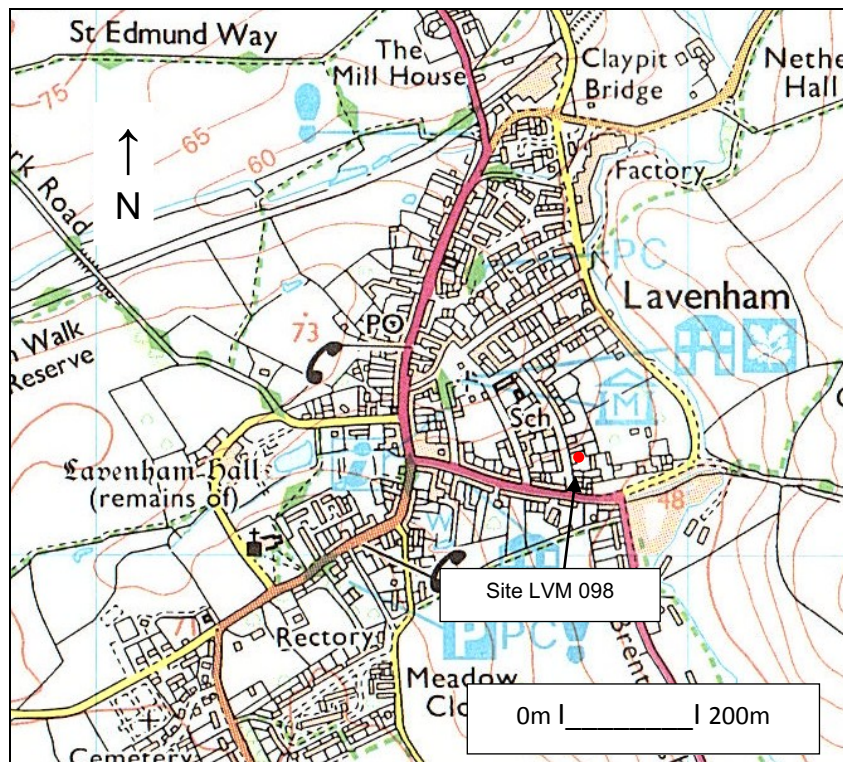 St Edmund Way
The
Mill House
Claypit
Bridge
Nethe
Hall
75
65
60
N
rk Road
Factory
PC
Lavenham
73
PO
n Walk
Reserve
M
Sch
Lavenham Hall
(remains of)
i
48
W
Site LVM 098
71
Rectory
P PC
Brent
Meadow
Clo
0m I_________I 200m
Cemetery